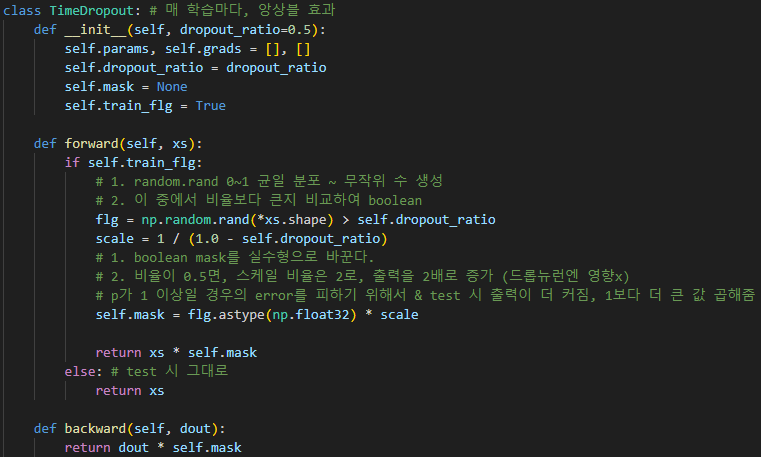 class TimeDropout: # 매 학습마다, 앙상블 효과
    def __init__(self, dropout_ratio=0.5):
        self.params, self.grads = [], []
        self.dropout_ratio = dropout_ratio
        self.mask = None
        self.train_flg = True

    def forward(self, xs):
        if self.train_flg:
            # 1. random.rand 0~1 균일 분포 ~ 무작위 수 생성
            # 2. 이 중에서 비율보다 큰지 비교하여 boolean
            flg = np.random.rand(*xs.shape) > self.dropout_ratio
            scale = 1 / (1.0 - self.dropout_ratio)
            # 1. boolean mask를 실수형으로 바꾼다.
            # 2. 비율이 0.5면, 스케일 비율은 2로, 출력을 2배로 증가 (드롭뉴런엔 영향x)
            # p가 1 이상일 경우의 error를 피하기 위해서 & test 시 출력이 더 커짐, 1보다 더 큰 값 곱해줌
            self.mask = flg.astype(np.float32) * scale

            return xs * self.mask
        else: # test 시 그대로
            return xs

    def backward(self, dout):
        return dout * self.mask